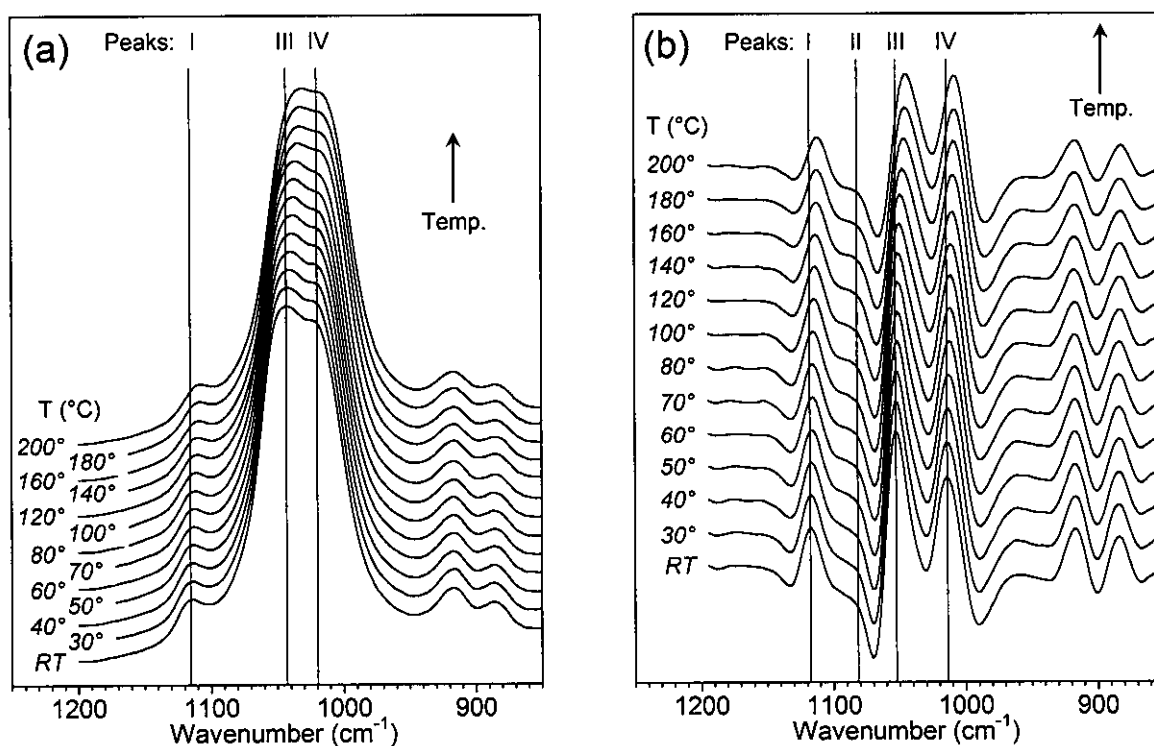 (a)
Peaks: I III IV
Temp.
T (°C)
200°
180°
160°
140°
120°
100°
80°
70°
60°
50°
40°
30°
RT
1200 1100 1000 900
Wavenumber (cm⁻¹)
(b)
Peaks: I II III IV
Temp.
T (°C)
200°
180°
160°
140°
120°
100°
80°
70°
60°
50°
40°
30°
RT
1200 1100 1000 900
Wavenumber (cm⁻¹)